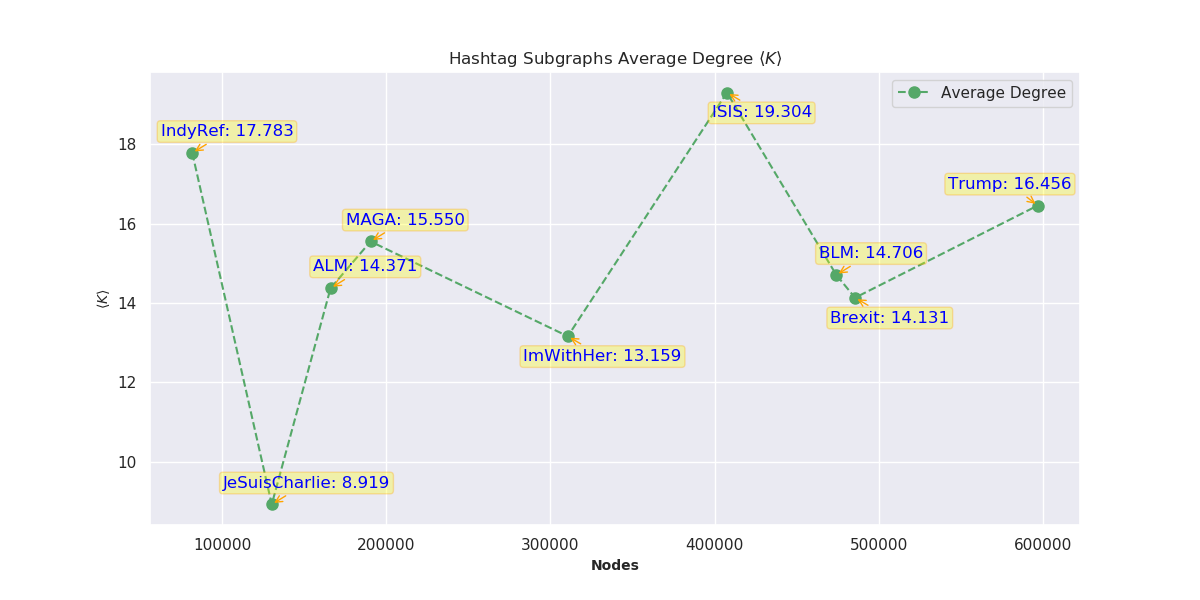 Hashtag Subgraphs Average Degree ⟨K⟩
Average Degree
IndyRef: 17.783
JeSuisCharlie: 8.919
ALM: 14.371
MAGA: 15.550
ImWithHer: 13.159
ISIS: 19.304
BLM: 14.706
Brexit: 14.131
Trump: 16.456
⟨K⟩
18
16
14
12
10
100000
200000
300000
400000
500000
600000
Nodes